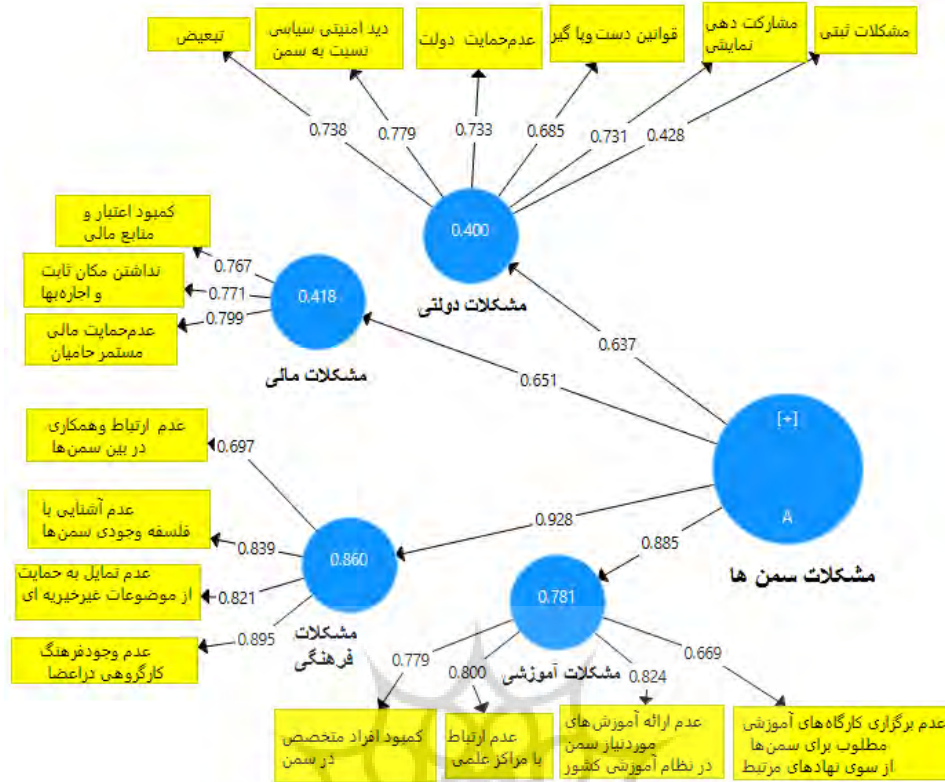 تبعیض
دید امنیتی سیاسی
نسبت به سمن
عدم‌حمایت دولت
قوانین دست‌وپا گیر
مشارکت دهی
نمایشی
مشکلات ثبتی
0.738
0.779
0.733
0.685
0.731
0.428
0.400
مشکلات دولتی
کمبود اعتبار و
منابع مالی
نداشتن مکان ثابت
و اجاره‌بها
عدم‌حمایت مالی
مستمر حامیان
0.767
0.771
0.799
0.418
مشکلات مالی
0.637
0.651
[+]
A
مشکلات سمن ها
0.928
0.885
عدم ارتباط وهمکاری
در بین سمن‌ها
عدم آشنایی با
فلسفه وجودی سمن‌ها
عدم تمایل به حمایت
از موضوعات غیرخیریه ای
عدم وجودفرهنگ
کارگروهی دراعضا
0.697
0.839
0.821
0.895
0.860
مشکلات
فرهنگی
0.781
مشکلات آموزشی
0.779
0.800
0.824
0.669
کمبود افراد متخصص
در سمن
عدم ارتباط
با مراکز علمی
عدم ارائه آموزش‌های
موردنیاز سمن
در نظام آموزشی کشور
عدم برگزاری کارگاه‌های آموزشی
مطلوب برای سمن‌ها
از سوی نهادهای مرتبط